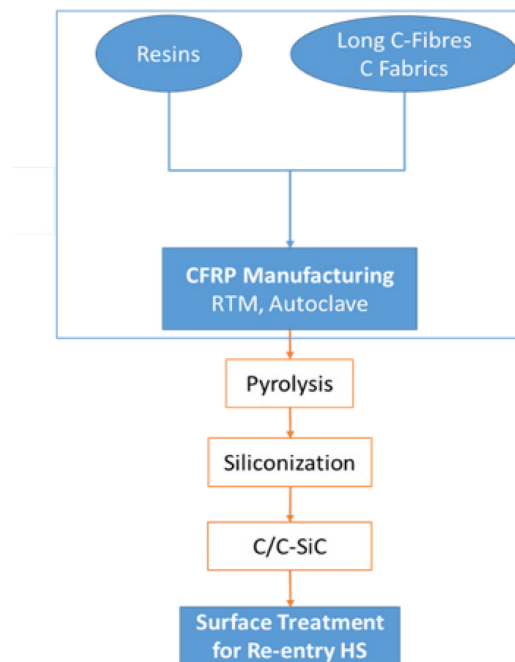 Resins
Long C-Fibres
C Fabrics
CFRP Manufacturing
RTM, Autoclave
Pyrolysis
Siliconization
C/C-SiC
Surface Treatment
for Re-entry HS